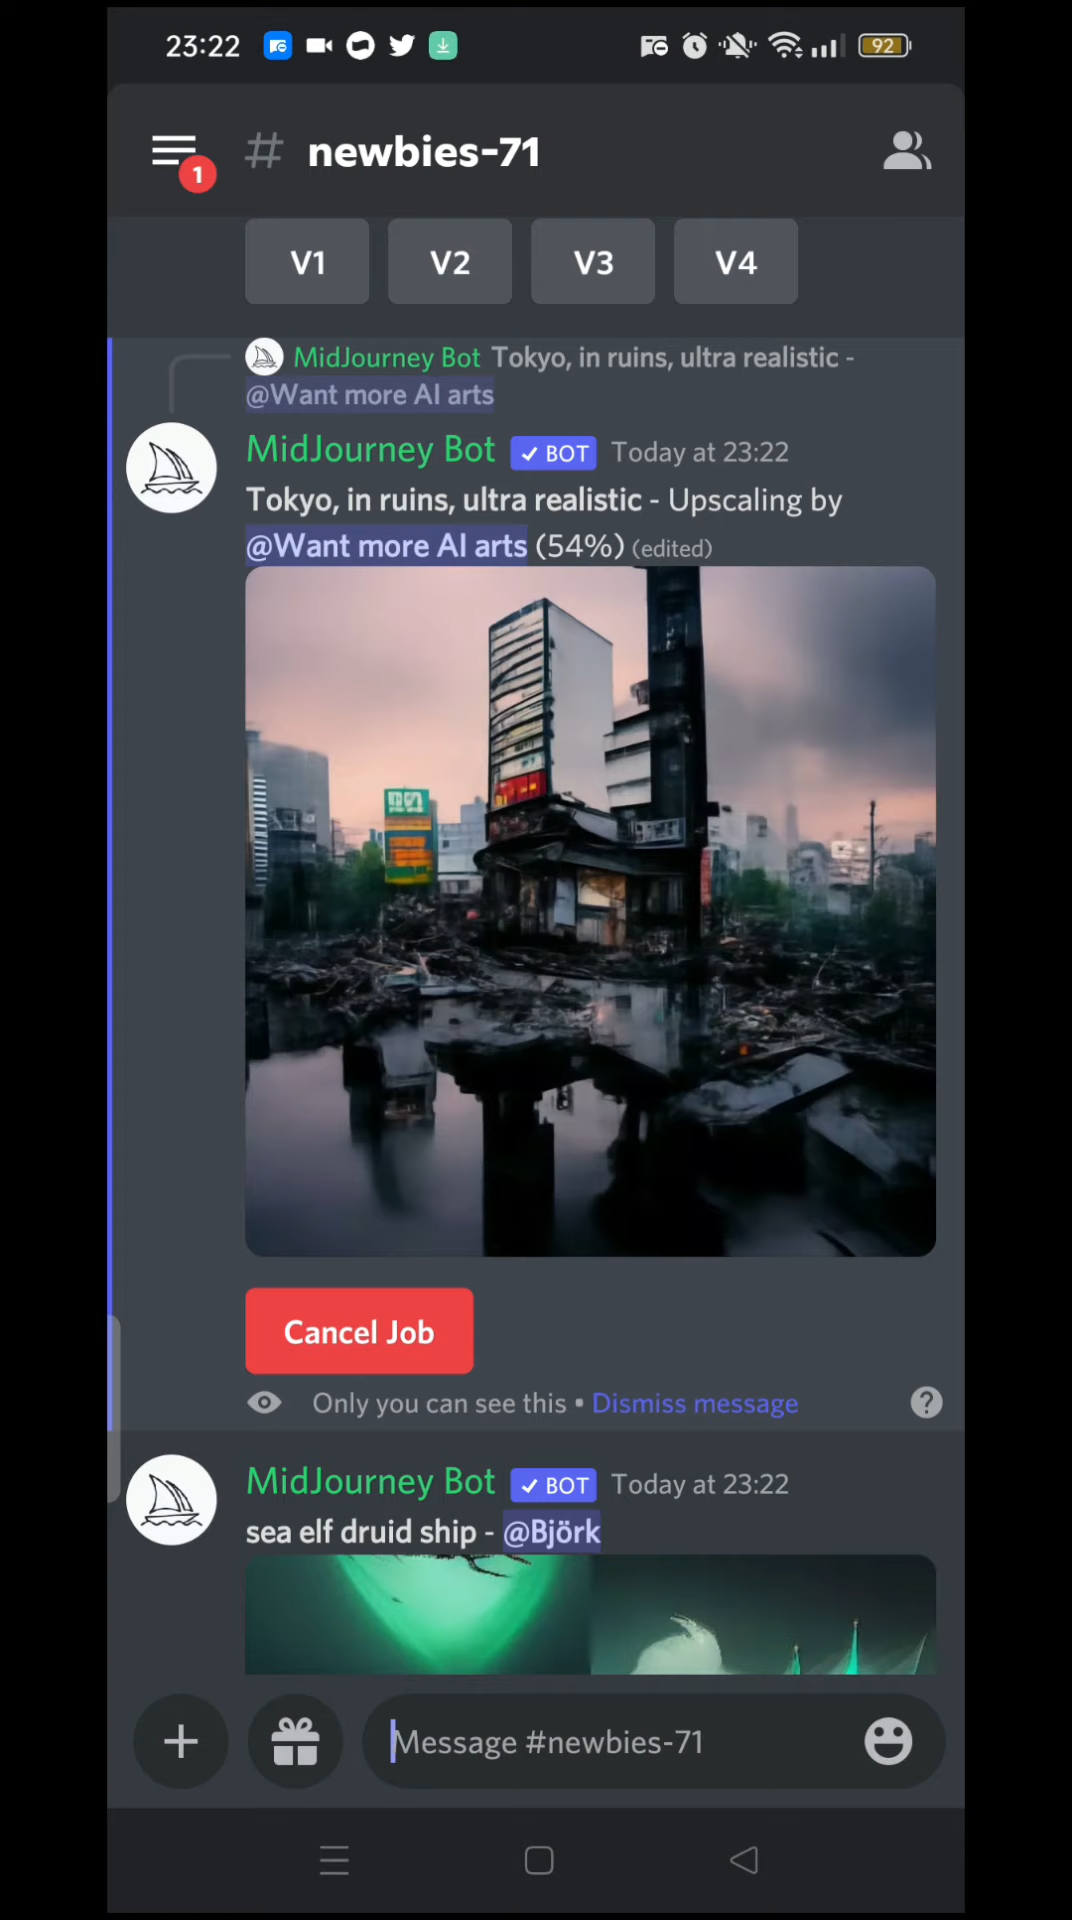 23:22
92
1
# newbies-71
V1 V2 V3 V4
MidJourney Bot Tokyo, in ruins, ultra realistic -
@Want more AI arts
MidJourney Bot ✓ BOT Today at 23:22
Tokyo, in ruins, ultra realistic - Upscaling by
@Want more AI arts (54%) (edited)
Cancel Job
Only you can see this • Dismiss message
?
MidJourney Bot ✓ BOT Today at 23:22
sea elf druid ship - @Björk
Message #newbies-71